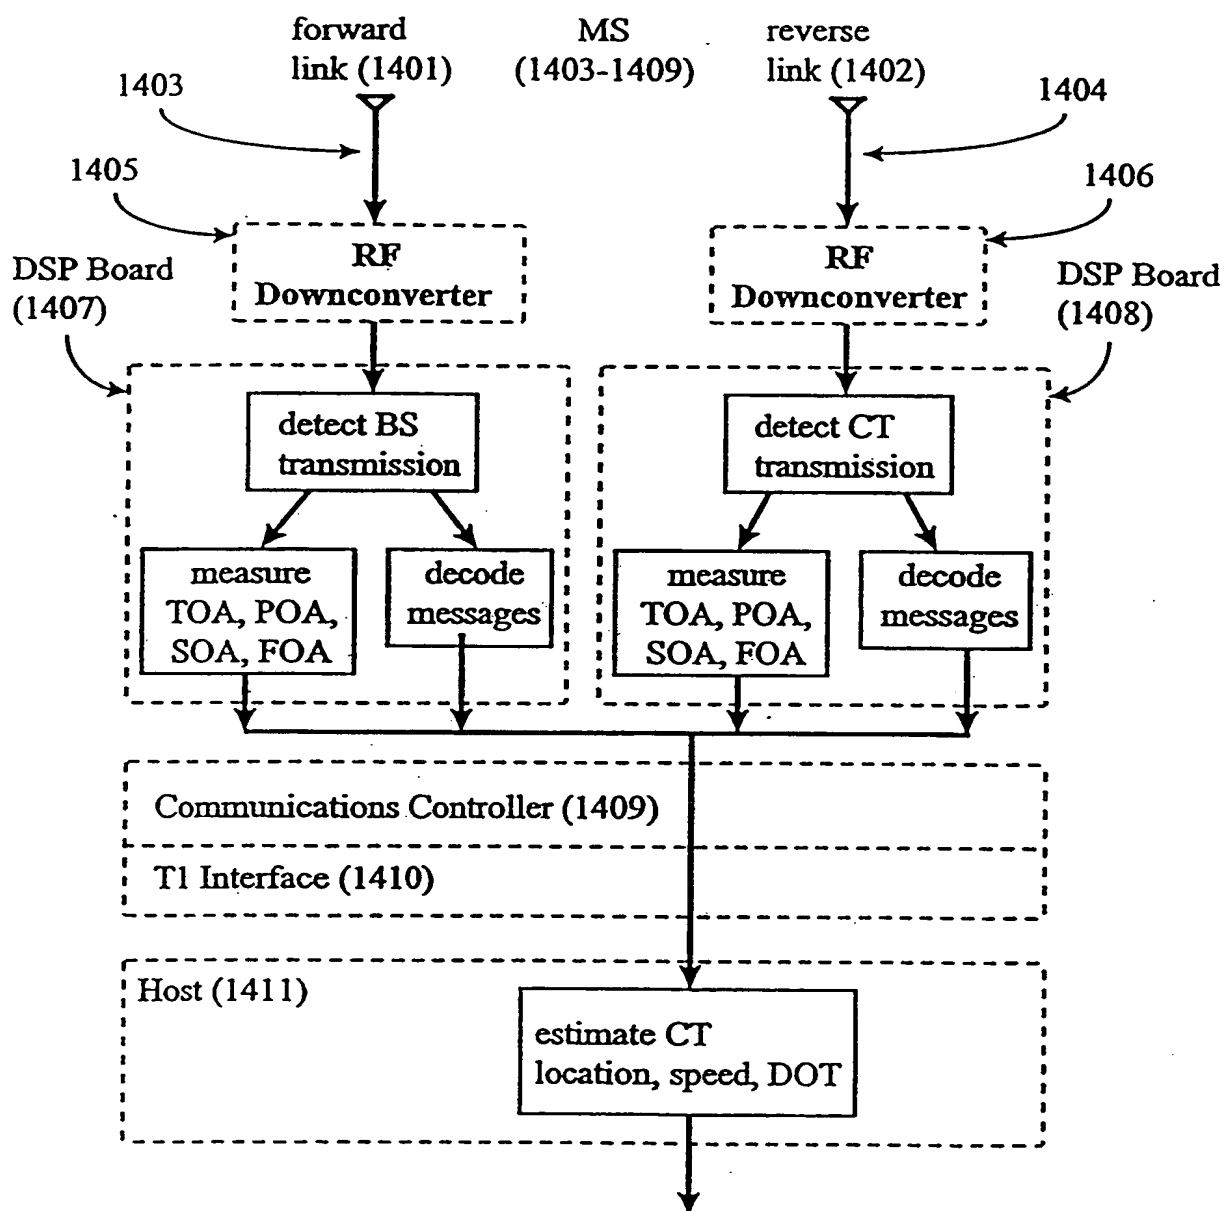 forward
link (1401)
MS
(1403-1409)
reverse
link (1402)
1403
1404
1405
1406
RF
Downconverter
RF
Downconverter
DSP Board
(1407)
DSP Board
(1408)
detect BS
transmission
detect CT
transmission
measure
TOA, POA,
SOA, FOA
decode
messages
measure
TOA, POA,
SOA, FOA
decode
messages
Communications Controller (1409)
T1 Interface (1410)
Host (1411)
estimate CT
location, speed, DOT